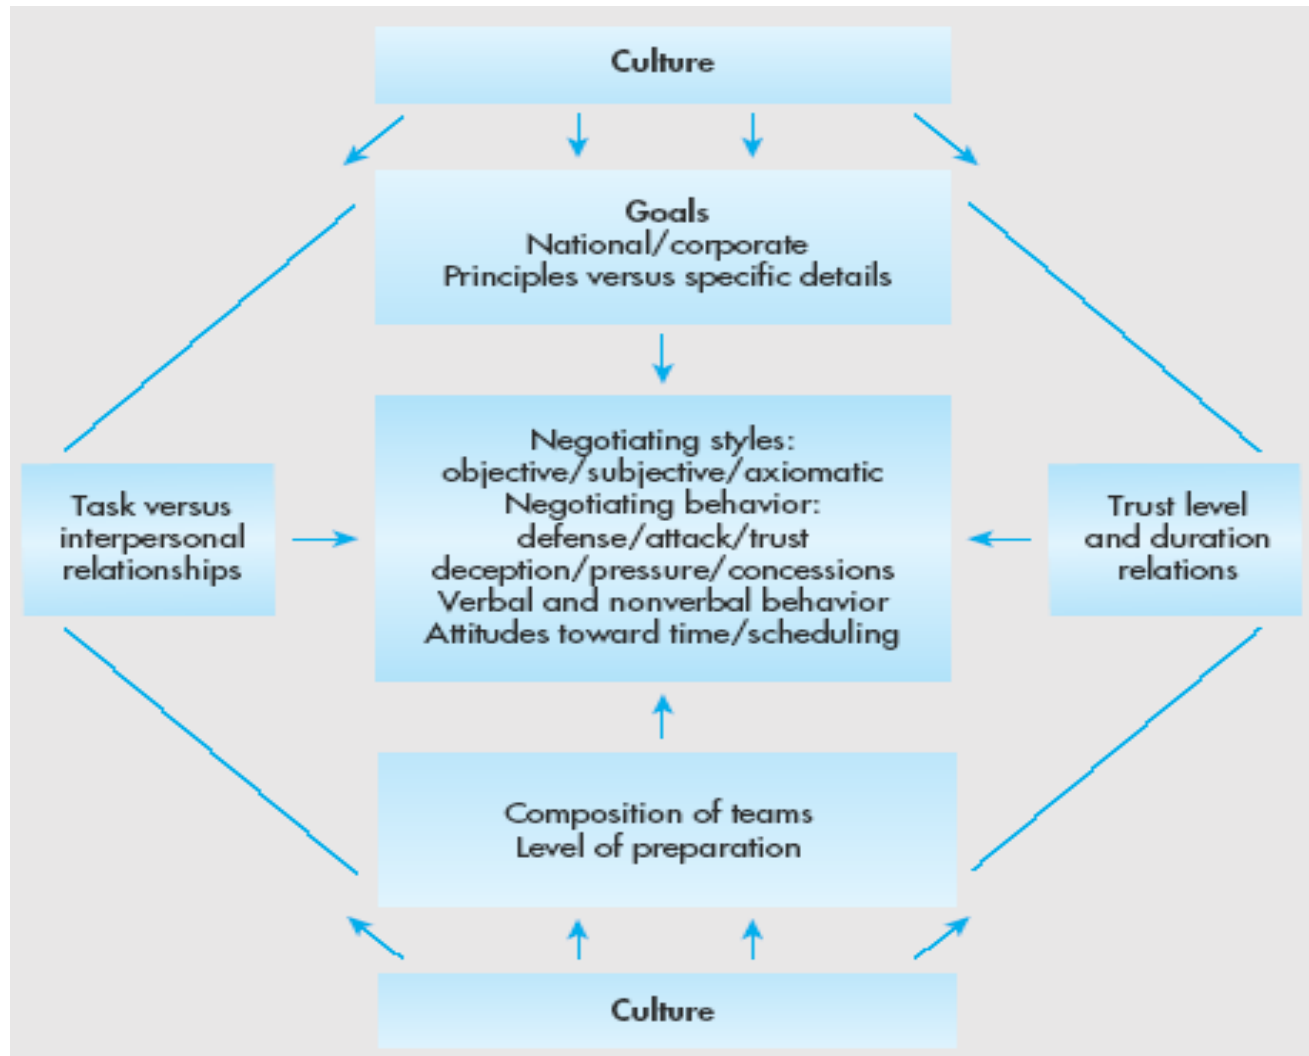 Culture
Goals
National/corporate
Principles versus specific details
Negotiating styles:
objective/subjective/axiomatic
Negotiating behavior:
defense/attack/trust
deception/pressure/concessions
Verbal and nonverbal behavior
Attitudes toward time/scheduling
Task versus
interpersonal
relationships
Trust level
and duration
relations
Composition of teams
Level of preparation
Culture